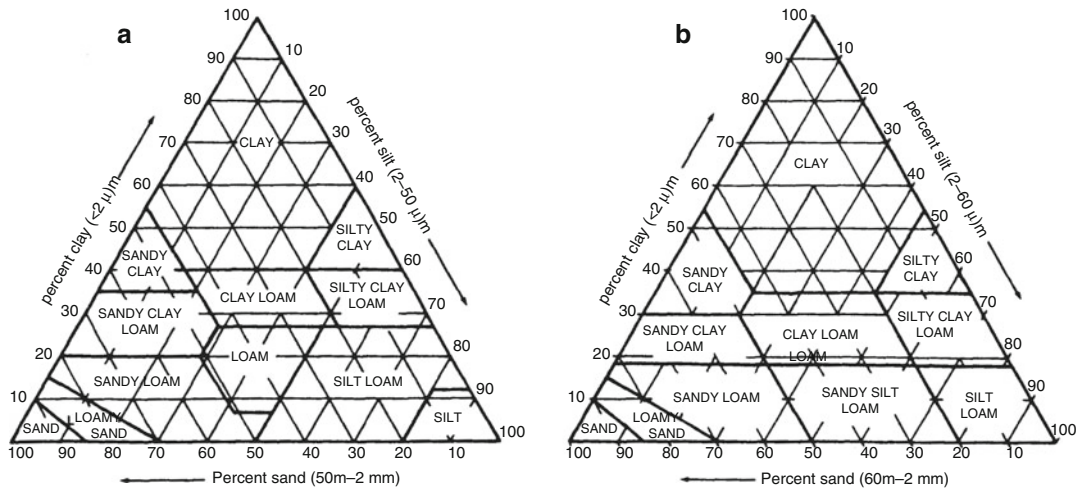 a
100
90
10
80
20
70
30
60
40
50
50
40
60
30
70
20
80
10
90
100
percent clay (<2 µ)m
percent silt (2–50 µ)m
CLAY
SILTY
CLAY
SANDY
CLAY
CLAY LOAM
SILTY CLAY
LOAM
SANDY CLAY
LOAM
LOAM
SANDY LOAM
SILT LOAM
SAND
LOAMY
SAND
SILT
100 90 80 70 60 50 40 30 20 10
Percent sand (50m–2 mm)
b
100
90
10
80
20
70
30
60
40
50
50
40
60
30
70
20
80
10
90
100
percent clay (<2 µ)m
percent silt (2–60 µ)m
CLAY
SANDY
CLAY
SILTY
CLAY
SANDY CLAY
LOAM
CLAY LOAM
LOAM
SILTY CLAY
LOAM
SANDY LOAM
SANDY SILT
LOAM
SILT
LOAM
SAND
LOAMY
SAND
100 90 80 70 60 50 40 30 20 10
Percent sand (60m–2 mm)